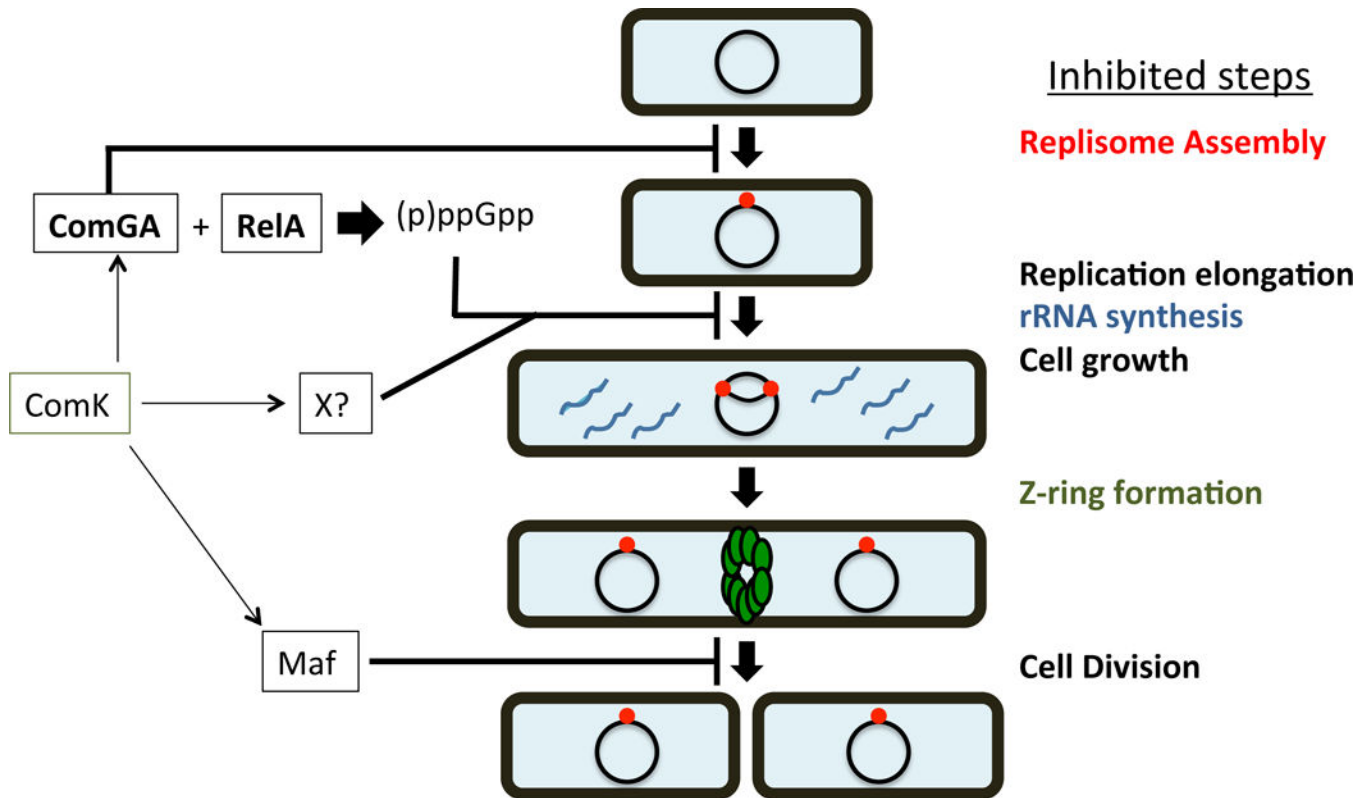 Inhibited steps
Replisome Assembly
ComGA + RelA (p)ppGpp
Replication elongation
rRNA synthesis
Cell growth
ComK X?
Z-ring formation
Maf
Cell Division